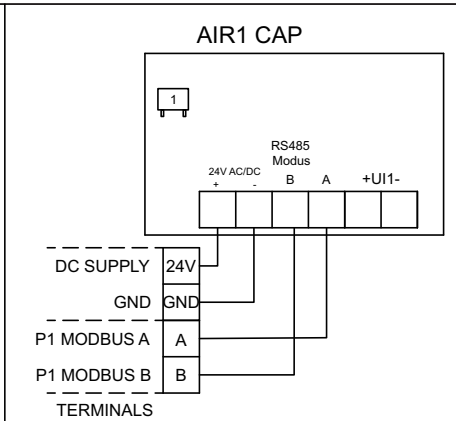 AIR1 CAP
1
RS485
Modus
24V AC/DC
+ - B A +UI1-
DC SUPPLY 24V
GND GND
P1 MODBUS A A
P1 MODBUS B B
TERMINALS